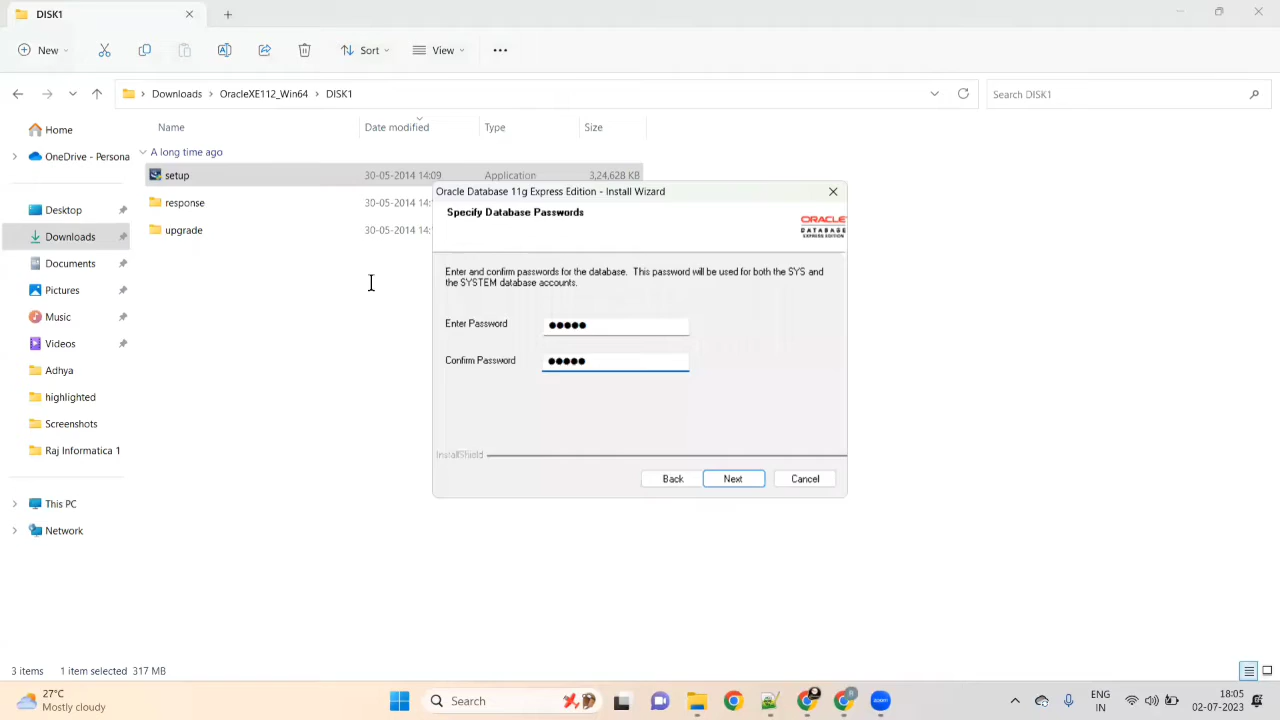 DISK1
New
Sort
View
Downloads
OracleXE112_Win64
DISK1
Search DISK1
Home
OneDrive - Persona
Desktop
Downloads
Documents
Pictures
Music
Videos
Adhya
highlighted
Screenshots
Raj Informatica 1
This PC
Network
Name
Date modified
Type
Size
A long time ago
setup
30-05-2014 14:09
Application
3,24,628 KB
response
30-05-2014 14:
upgrade
30-05-2014 14:
Oracle Database 11g Express Edition - Install Wizard
Specify Database Passwords
ORACLE
DATABASE
EXPRESS EDITION
Enter and confirm passwords for the database. This password will be used for both the SYS and
the SYSTEM database accounts.
Enter Password
Confirm Password
InstallShield
Back
Next
Cancel
3 items
1 item selected 317 MB
27°C
Mostly cloudy
Search
zoom
ENG
IN
18:05
02-07-2023